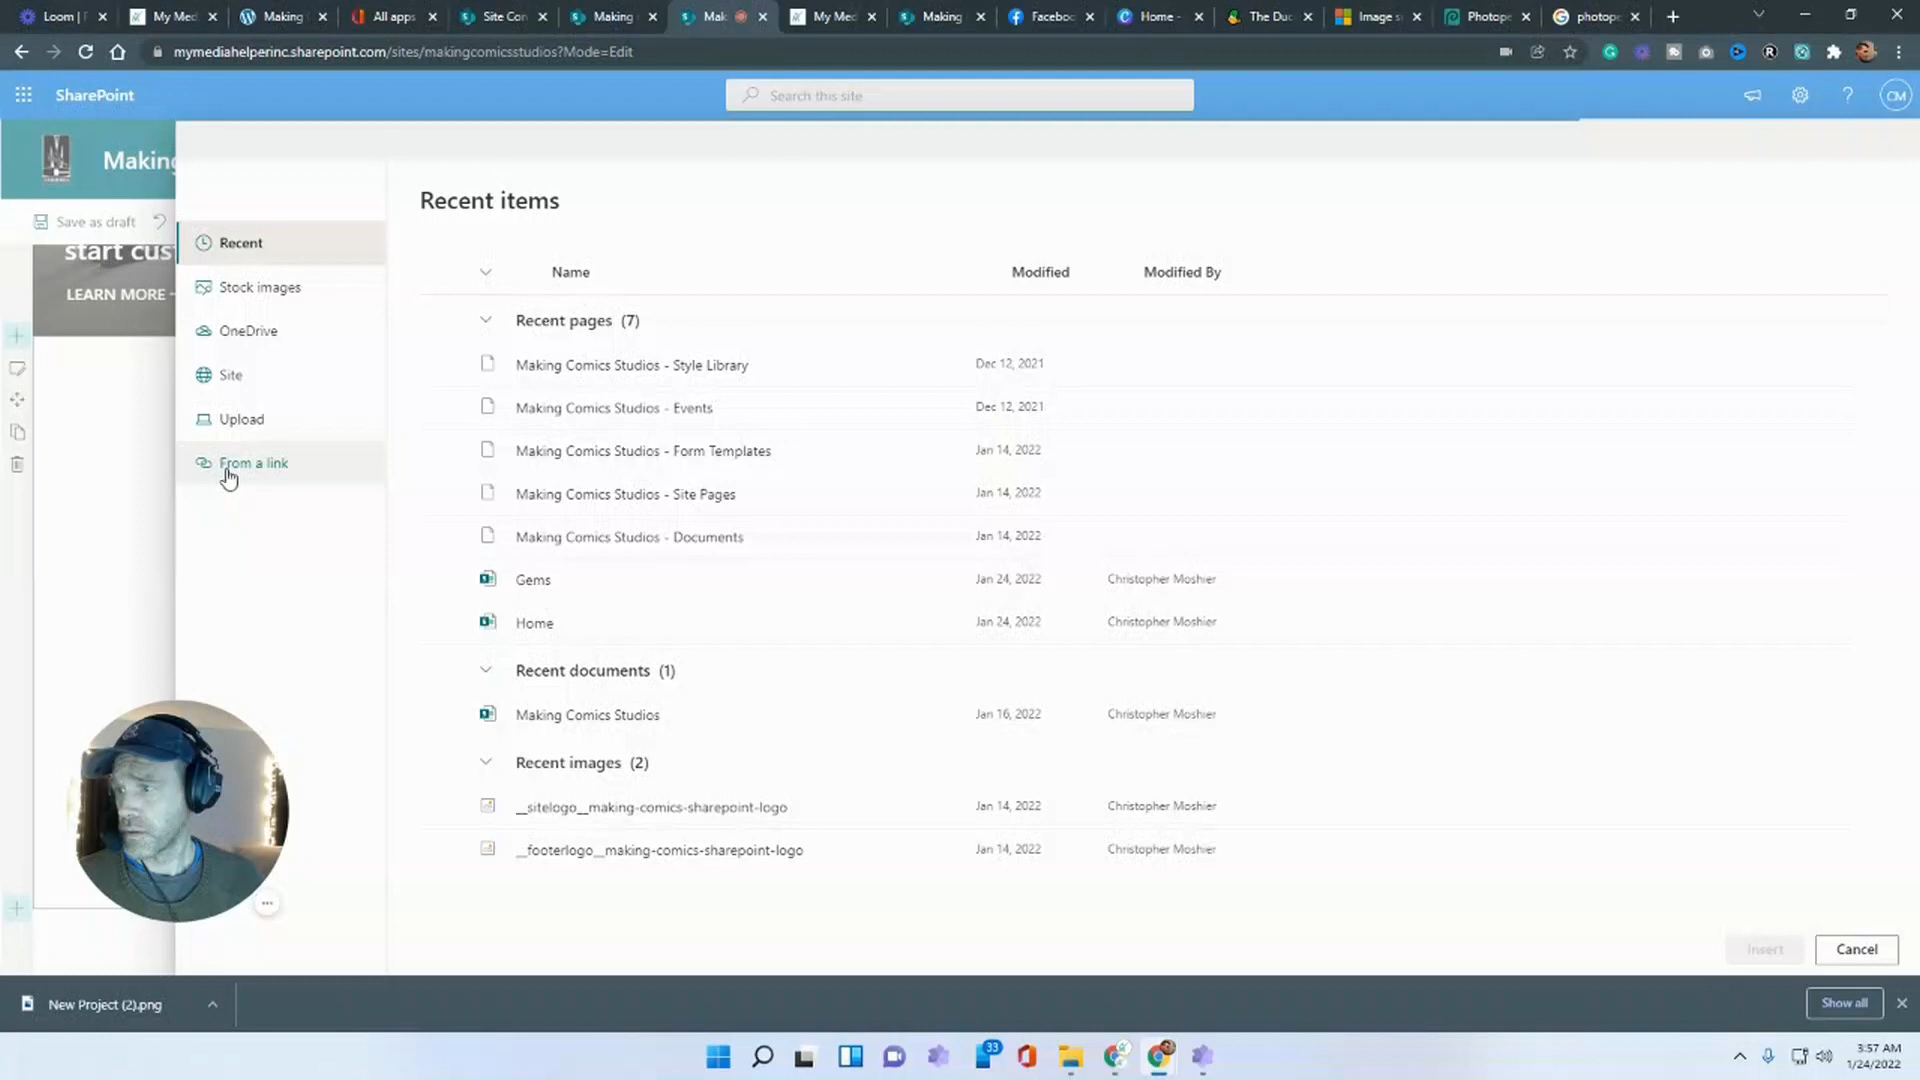 Loom |
My Med
Making
All apps
Site Con
Making
Mak
My Med
Making
Faceboo
Home -
The Duc
Image s
Photope
photope
mymediahelperinc.sharepoint.com/sites/makingcomicsstudios?Mode=Edit
SharePoint
Search this site
CM
Making
Save as draft
start cus
LEARN MORE
Recent
Stock images
OneDrive
Site
Upload
From a link
Recent items
Name Modified Modified By
Recent pages (7)
Making Comics Studios - Style Library Dec 12, 2021
Making Comics Studios - Events Dec 12, 2021
Making Comics Studios - Form Templates Jan 14, 2022
Making Comics Studios - Site Pages Jan 14, 2022
Making Comics Studios - Documents Jan 14, 2022
Gems Jan 24, 2022 Christopher Moshier
Home Jan 24, 2022 Christopher Moshier
Recent documents (1)
Making Comics Studios Jan 16, 2022 Christopher Moshier
Recent images (2)
__sitelogo__making-comics-sharepoint-logo Jan 14, 2022 Christopher Moshier
__footerlogo__making-comics-sharepoint-logo Jan 14, 2022 Christopher Moshier
Insert Cancel
New Project (2).png
Show all
33
3:57 AM
1/24/2022